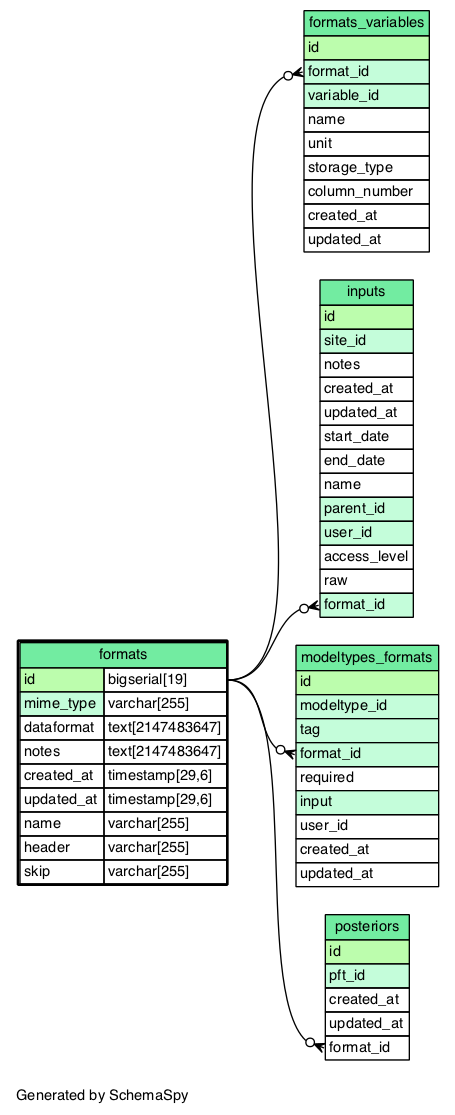 formats_variables
id
format_id
variable_id
name
unit
storage_type
column_number
created_at
updated_at
inputs
id
site_id
notes
created_at
updated_at
start_date
end_date
name
parent_id
user_id
access_level
raw
format_id
formats
id bigserial[19]
mime_type varchar[255]
dataformat text[2147483647]
notes text[2147483647]
created_at timestamp[29,6]
updated_at timestamp[29,6]
name varchar[255]
header varchar[255]
skip varchar[255]
modeltypes_formats
id
modeltype_id
tag
format_id
required
input
user_id
created_at
updated_at
posteriors
id
pft_id
created_at
updated_at
format_id
Generated by SchemaSpy